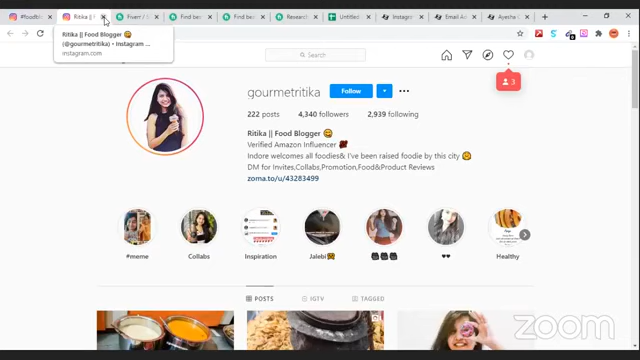 #foodth
Ritika || F
Fiverr / S
Find bes
Find bes
Research
Untitled
Instagram
Email Ad
Ayesha C
Ritika || Food Blogger 😋
(@gourmetritika) • Instagram ...
instagram.com
Search
3
gourmetritika
Follow
222 posts 4,340 followers 2,939 following
Ritika || Food Blogger 😋
Verified Amazon Influencer
Indore welcomes all foodies& I've been raised foodie by this city
DM for Invites,Collabs,Promotion,Food&Product Reviews
zoma.to/u/43283499
#meme
Collabs
Inspiration
Jalebi
Healthy
POSTS
IGTV
TAGGED
zoom